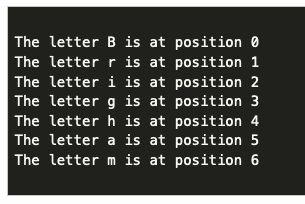 The letter B is at position 0
The letter r is at position 1
The letter i is at position 2
The letter g is at position 3
The letter h is at position 4
The letter a is at position 5
The letter m is at position 6